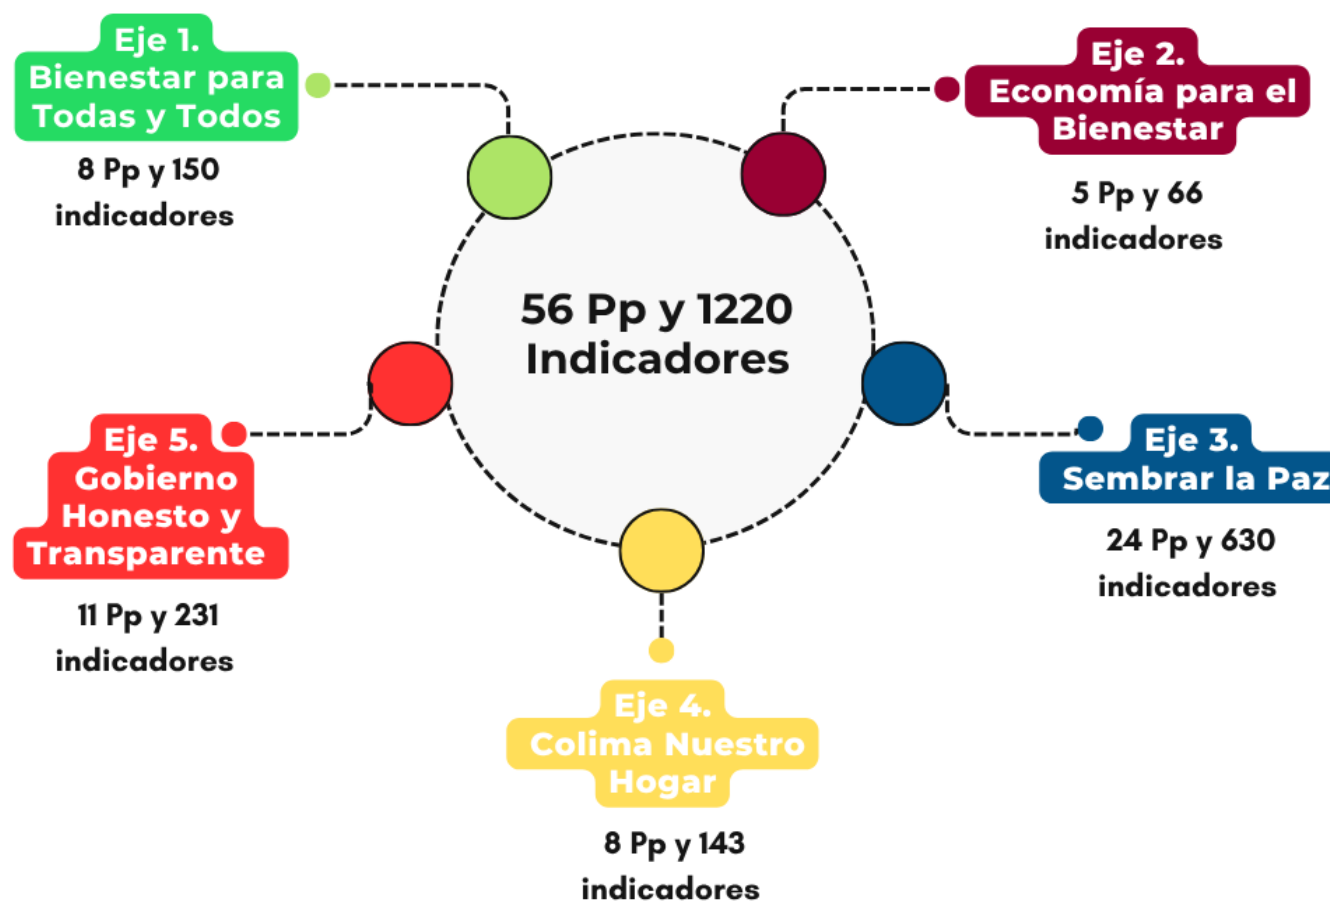 Eje 1.
Bienestar para
Todas y Todos
8 Pp y 150
indicadores
Eje 2.
Economía para el
Bienestar
5 Pp y 66
indicadores
56 Pp y 1220
Indicadores
Eje 3.
Sembrar la Paz
24 Pp y 630
indicadores
Eje 4.
Colima Nuestro
Hogar
8 Pp y 143
indicadores
Eje 5.
Gobierno
Honesto y
Transparente
11 Pp y 231
indicadores